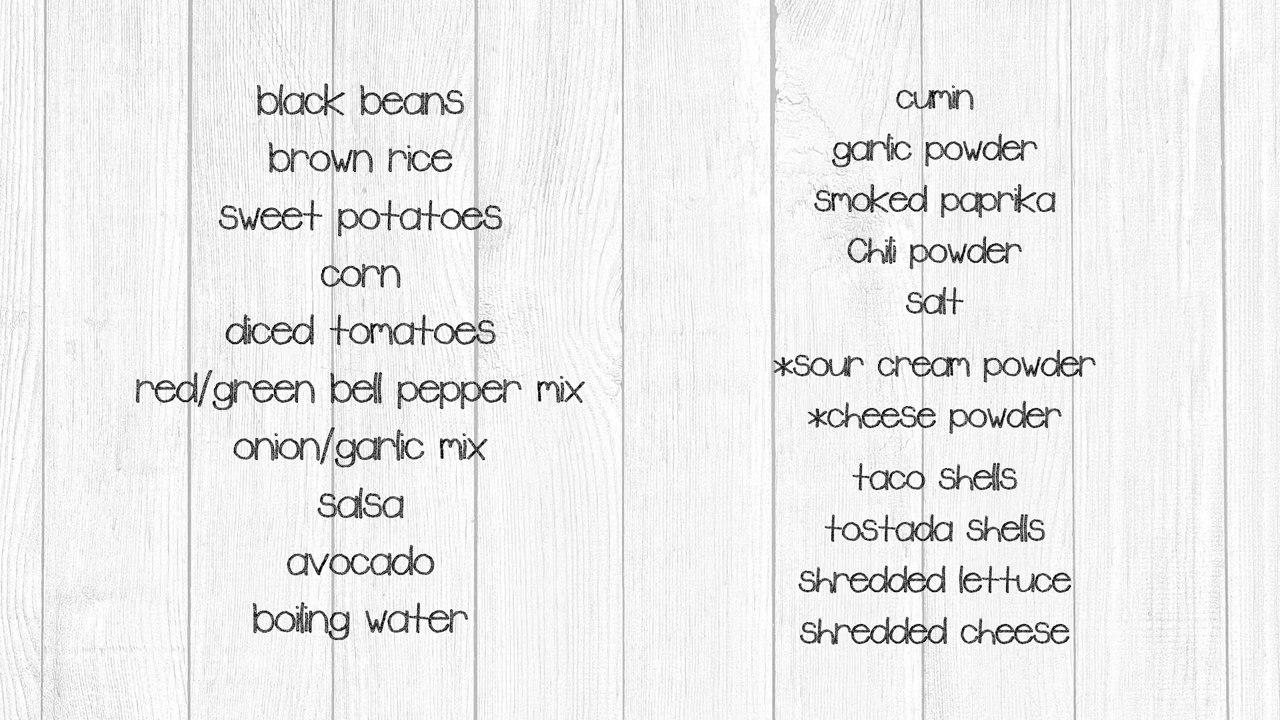 black beans
brown rice
sweet potatoes
corn
diced tomatoes
red/green bell pepper mix
onion/garlic mix
salsa
avocado
boiling water
cumin
garlic powder
smoked paprika
Chili powder
salt
*sour cream powder
*cheese powder
taco shells
tostada shells
shredded lettuce
shredded cheese